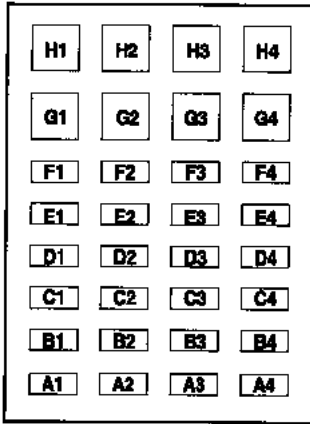 H1 H2 H3 H4
G1 G2 G3 G4
F1 F2 F3 F4
E1 E2 E3 E4
D1 D2 D3 D4
C1 C2 C3 C4
B1 B2 B3 B4
A1 A2 A3 A4